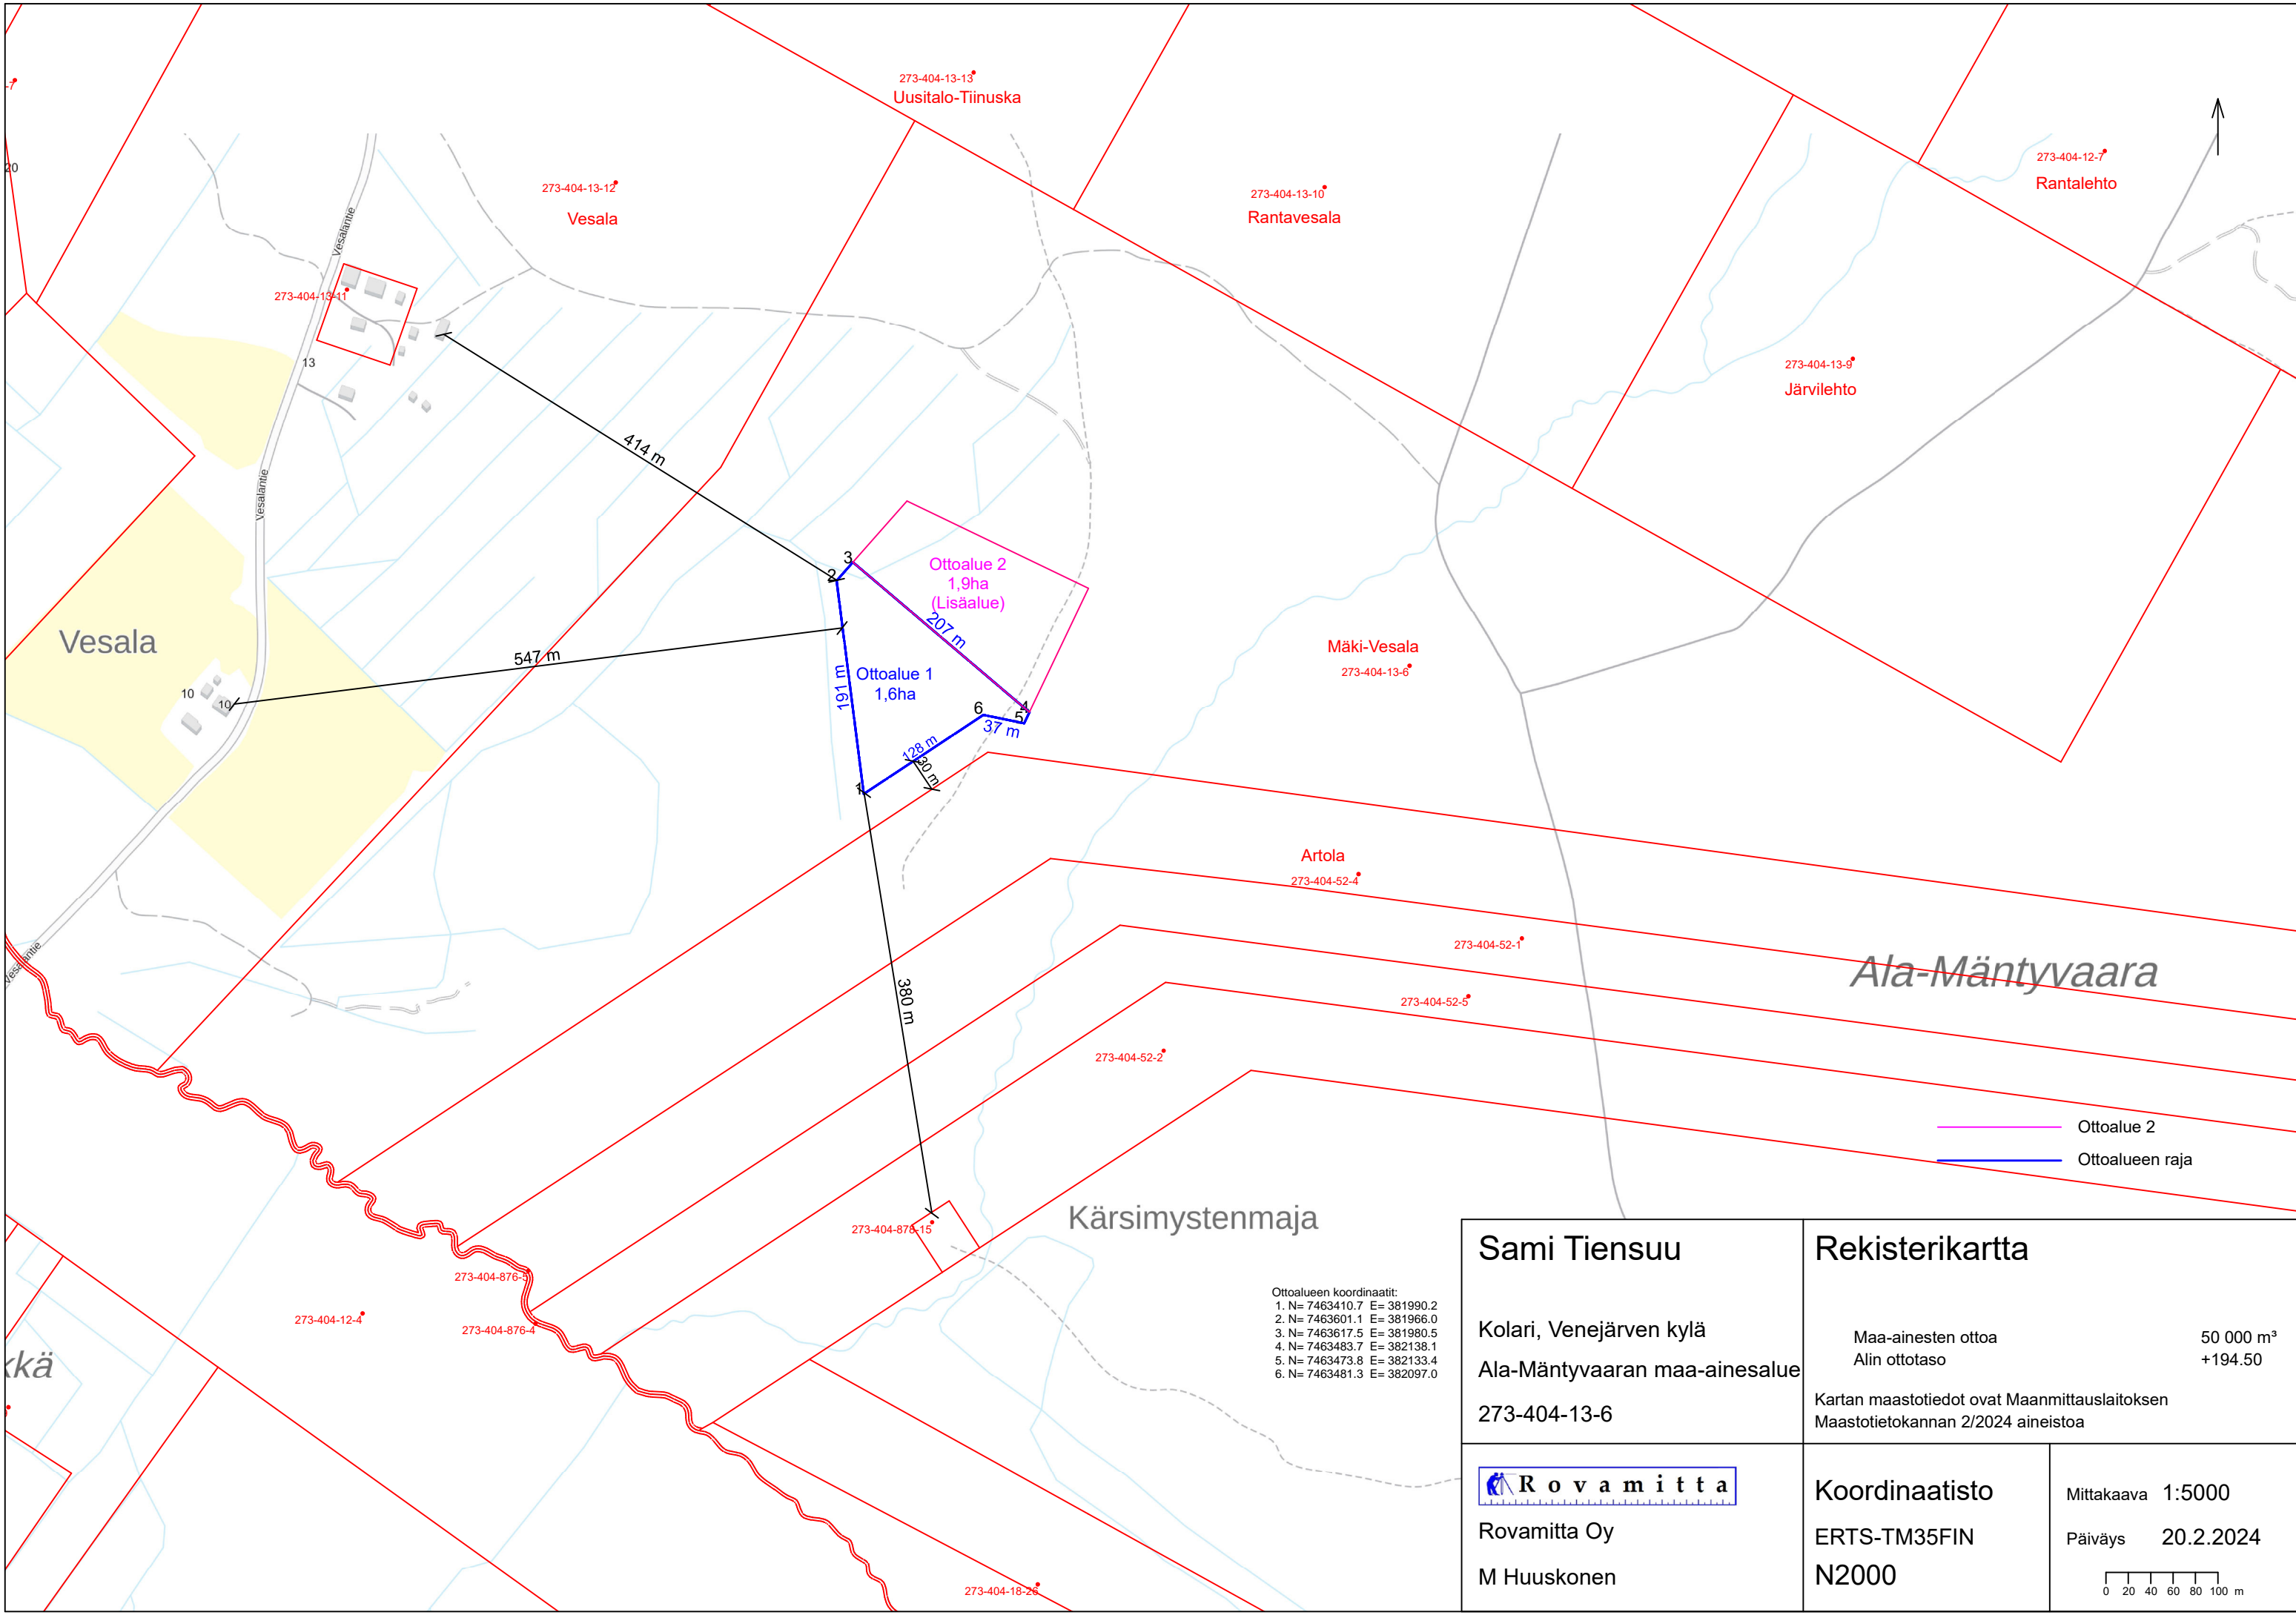 273-404-13-13
Uusitalo-Tiinuska
-7
20
273-404-12-7
Rantalehto
273-404-13-12
Vesala
273-404-13-10
Rantavesala
Vesalantie
273-404-13-11
13
273-404-13-9
Järvilehto
414 m
Vesalantie
3
2
Ottoalue 2
1,9ha
(Lisäalue)
207 m
Vesala
547 m
Mäki-Vesala
273-404-13-6
191 m
Ottoalue 1
1,6ha
10
10
6
4
5
37 m
128 m
30 m
1
Artola
273-404-52-4
Vesalantie
273-404-52-1
Ala-Mäntyvaara
380 m
273-404-52-5
273-404-52-2
Ottoalue 2
Ottoalueen raja
Kärsimystenmaja
273-404-878-15
273-404-876-5
273-404-12-4
273-404-876-4
kkä
273-404-18-26
Ottoalueen koordinaatit:
1. N= 7463410.7 E= 381990.2
2. N= 7463601.1 E= 381966.0
3. N= 7463617.5 E= 381980.5
4. N= 7463483.7 E= 382138.1
5. N= 7463473.8 E= 382133.4
6. N= 7463481.3 E= 382097.0
Sami Tiensuu
Kolari, Venejärven kylä
Ala-Mäntyvaaran maa-ainesalue
273-404-13-6
Rekisterikartta
Maa-ainesten ottoa 50 000 m³
Alin ottotaso +194.50
Kartan maastotiedot ovat Maanmittauslaitoksen
Maastotietokannan 2/2024 aineistoa
Rovamitta
Rovamitta Oy
M Huuskonen
Koordinaatisto
ERTS-TM35FIN
N2000
Mittakaava 1:5000
Päiväys 20.2.2024
0 20 40 60 80 100 m